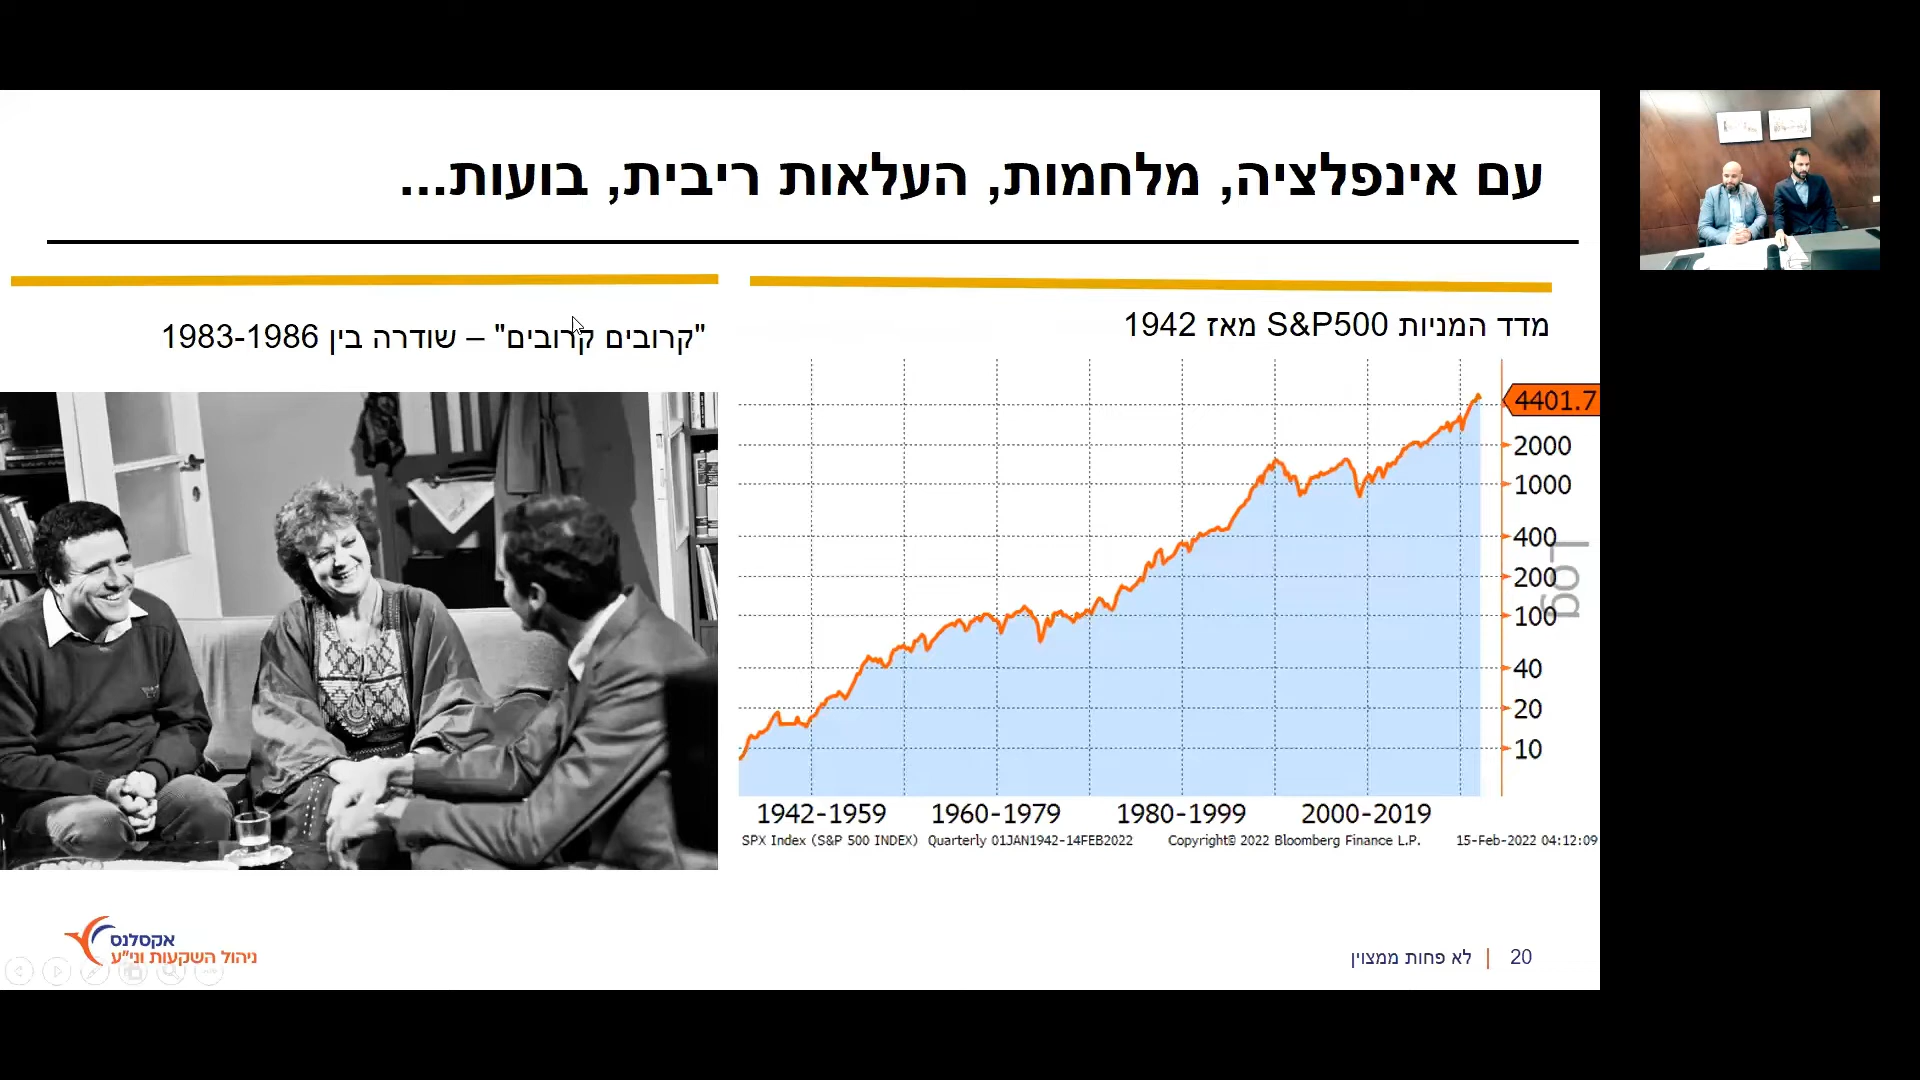 עם אינפלציה, מלחמות, העלאות ריבית, בועות...
מדד המניות S&P500 מאז 1942
"קרובים קרובים" – שודרה בין 1983-1986
4401.7
2000
1000
400
200
100
40
20
10
Log
1942-1959 1960-1979 1980-1999 2000-2019
SPX Index (S&P 500 INDEX) Quarterly 01JAN1942-14FEB2022 Copyright© 2022 Bloomberg Finance L.P. 15-Feb-2022 04:12:09
אקסלנס
ניהול השקעות וני"ע
לא פחות ממצוין | 20